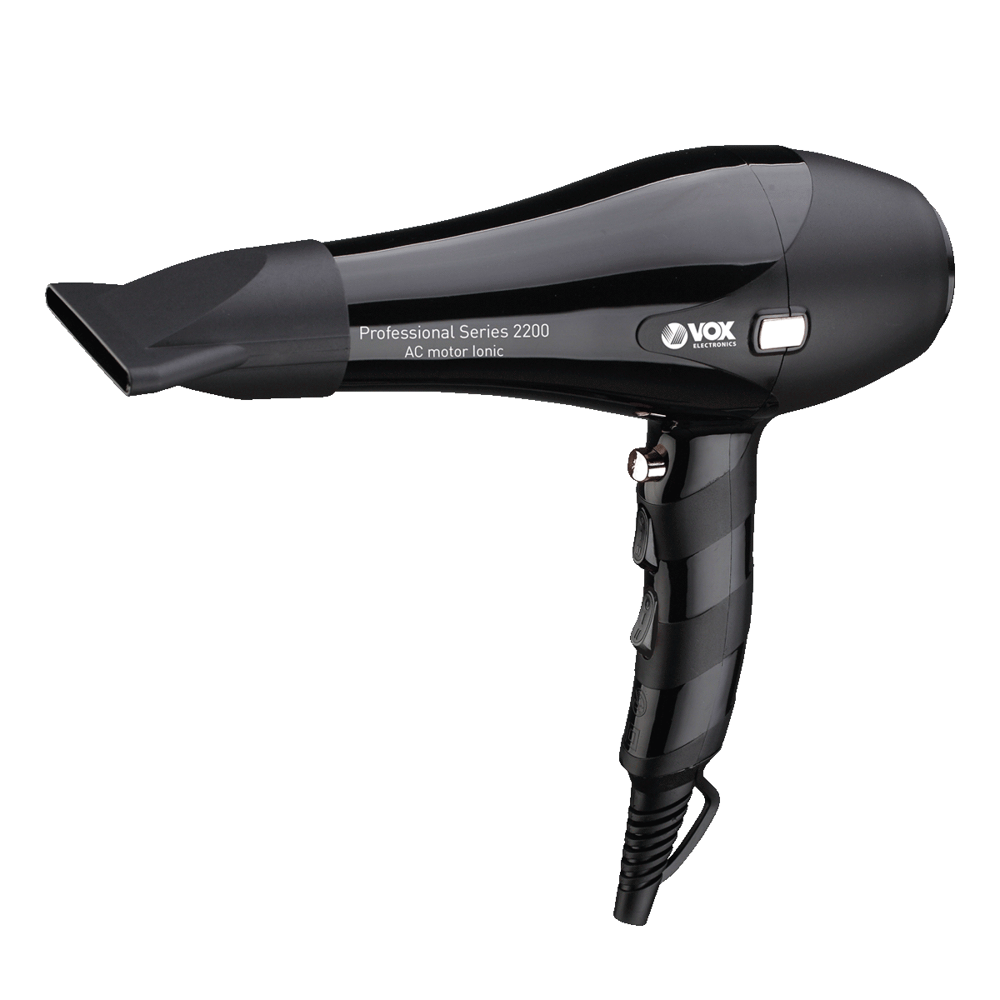 Professional Series 2200
AC motor Ionic
VOX
ELECTRONICS